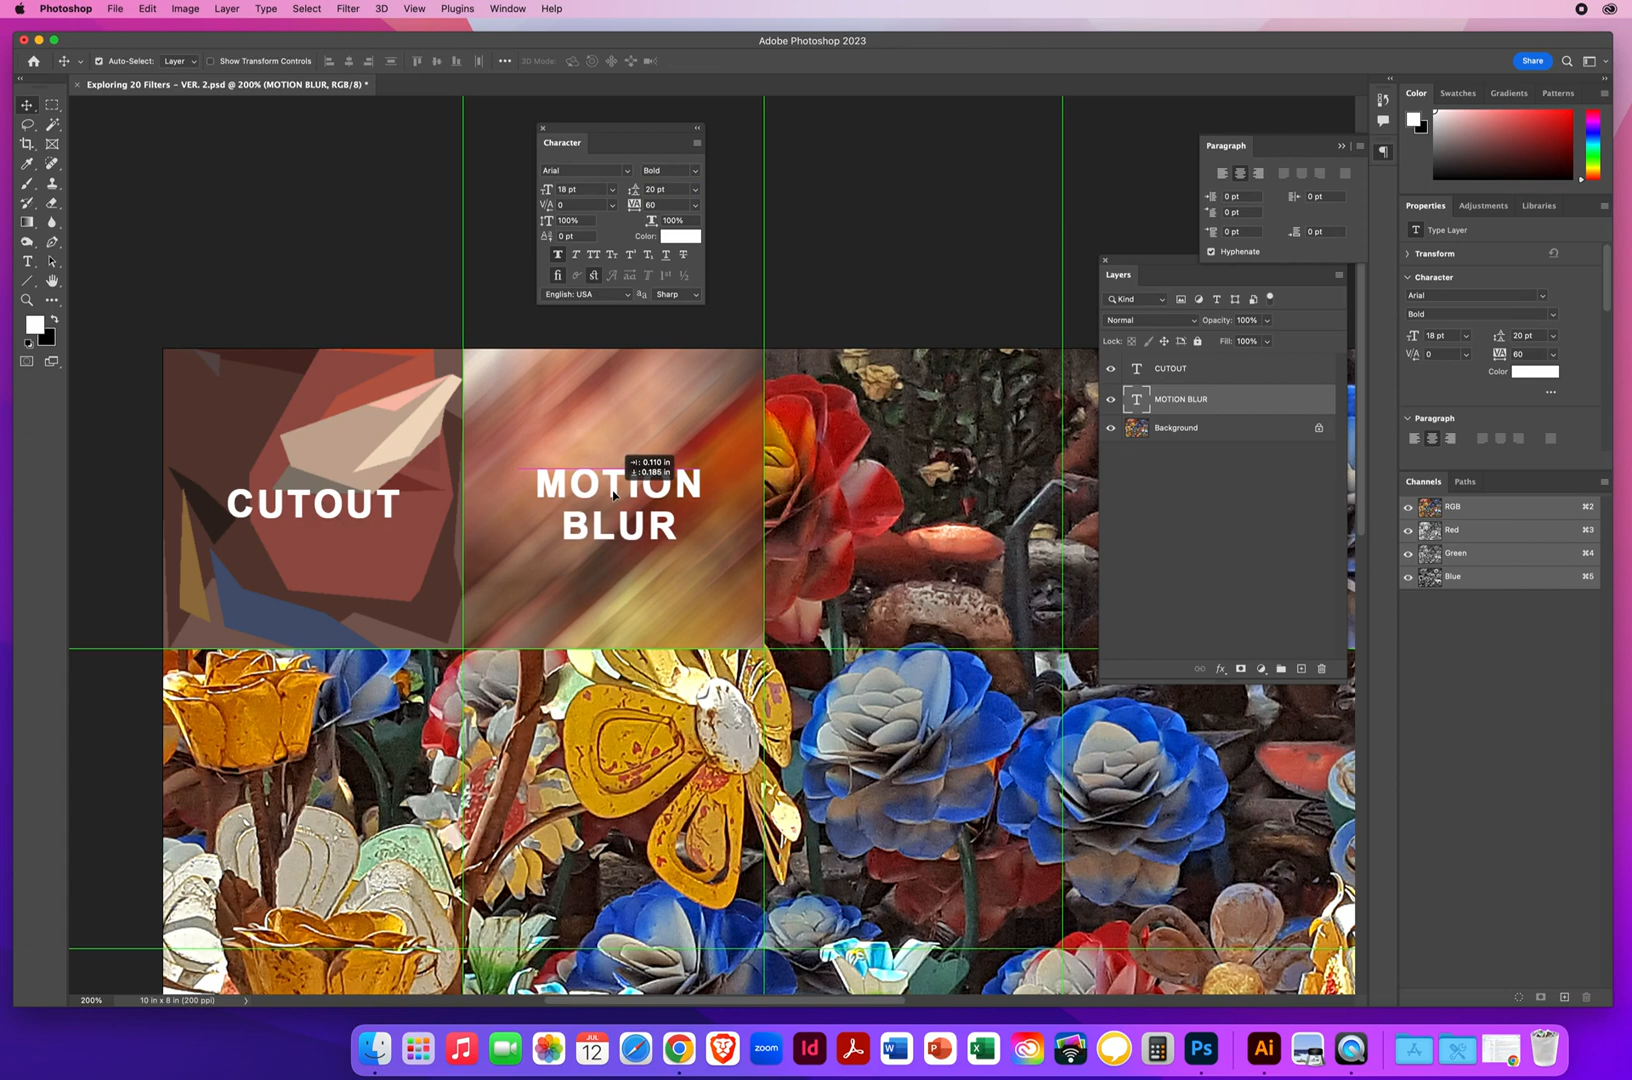 Photoshop File Edit Image Layer Type Select Filter 3D View Plugins Window Help
Adobe Photoshop 2023
Auto-Select: Layer Show Transform Controls 3D Mode: Share
Exploring 20 Filters – VER. 2.psd @ 200% (MOTION BLUR, RGB/8) *
Character
Arial Bold
18 pt 20 pt
0 60
100% 100%
0 pt Color:
English: USA Sharp
Paragraph
0 pt 0 pt
0 pt
0 pt 0 pt
Hyphenate
Layers
Kind
Normal Opacity: 100%
Lock: Fill: 100%
CUTOUT
MOTION BLUR
Background
Color Swatches Gradients Patterns
Properties Adjustments Libraries
Type Layer
Transform
Character
Arial
Bold
18 pt 20 pt
0 60
Color
Paragraph
Channels Paths
RGB ⌘2
Red ⌘3
Green ⌘4
Blue ⌘5
CUTOUT
: 0.110 in
: 0.185 in
MOTION
BLUR
200% 10 in x 8 in (200 ppi)
JUL
12
zoom
Id
W
P
X
Ps
Ai